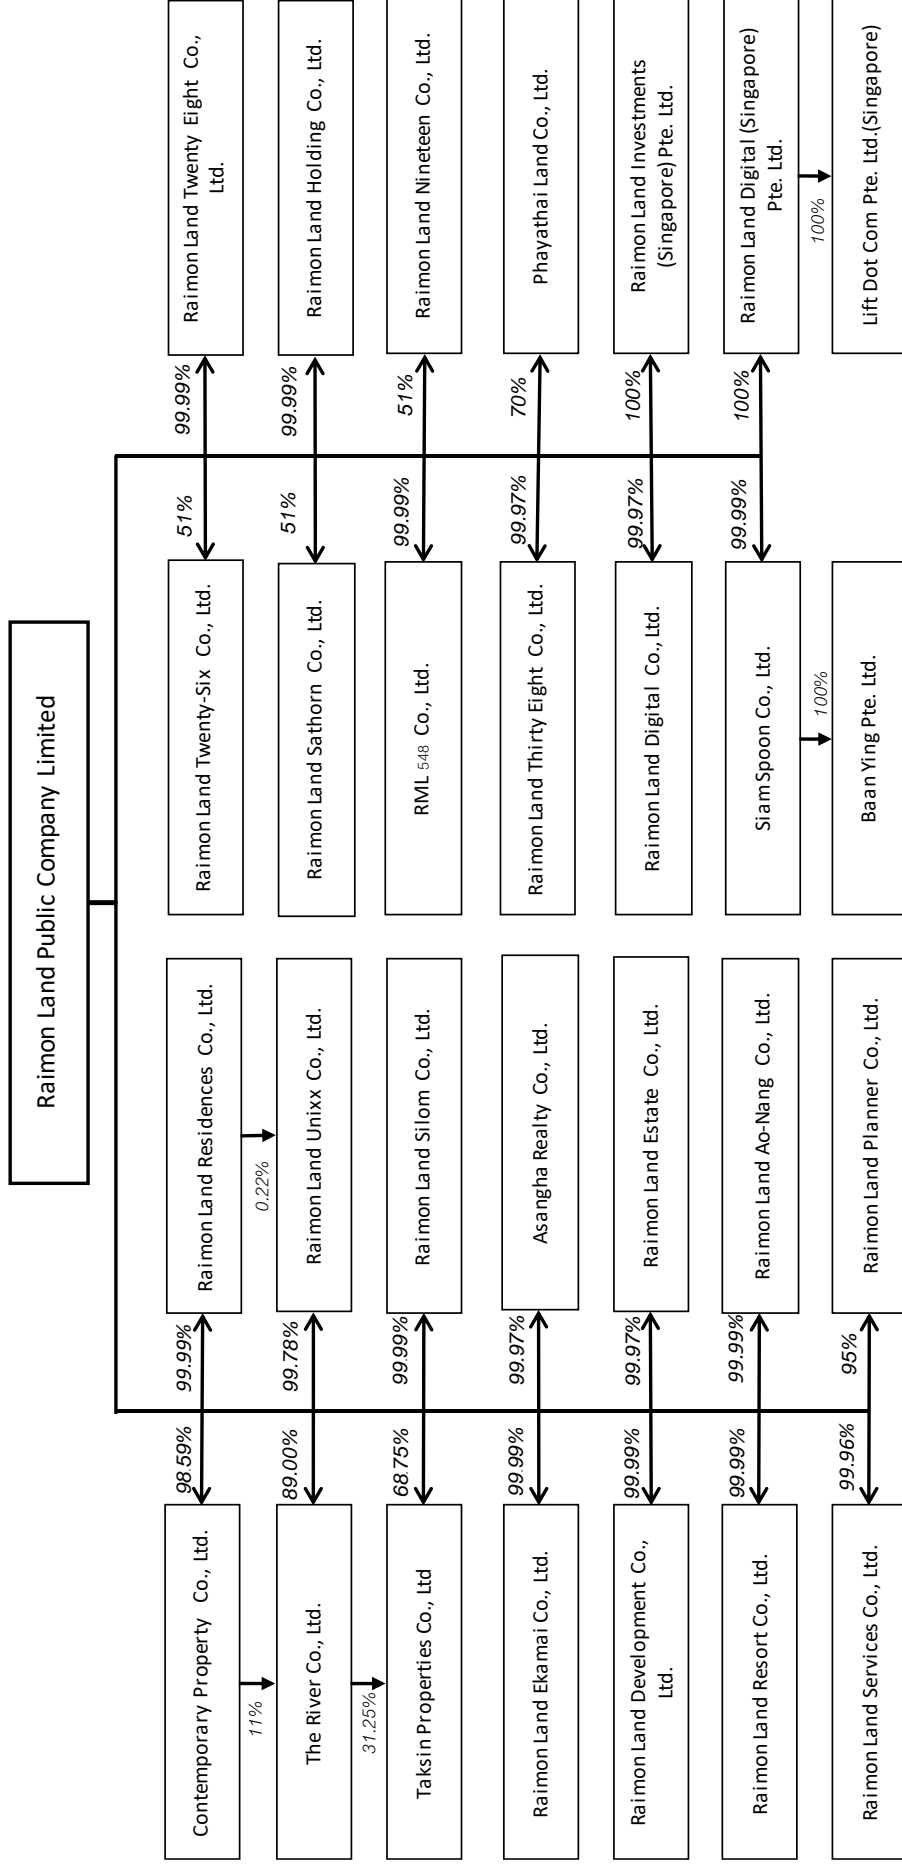 Raimon Land Public Company Limited
Contemporary Property Co., Ltd.
98.59%
99.99%
Raimon Land Residences Co., Ltd.
Raimon Land Twenty-Six Co., Ltd.
51%
99.99%
Raimon Land Twenty Eight Co.,
Ltd.
11%
0.22%
The River Co., Ltd.
89.00%
99.78%
Raimon Land Unixx Co., Ltd.
Raimon Land Sathorn Co., Ltd.
51%
99.99%
Raimon Land Holding Co., Ltd.
31.25%
Taksin Properties Co., Ltd
68.75%
99.99%
Raimon Land Silom Co., Ltd.
RML 548 Co., Ltd.
99.99%
51%
Raimon Land Nineteen Co., Ltd.
Raimon Land Ekamai Co., Ltd.
99.99%
99.97%
Asangha Realty Co., Ltd.
Raimon Land Thirty Eight Co., Ltd.
99.97%
70%
Phayathai Land Co., Ltd.
Raimon Land Development Co.,
Ltd.
99.99%
99.97%
Raimon Land Estate Co., Ltd.
Raimon Land Digital Co., Ltd.
99.97%
100%
Raimon Land Investments
(Singapore) Pte. Ltd.
Raimon Land Resort Co., Ltd.
99.99%
99.99%
Raimon Land Ao-Nang Co., Ltd.
Siam Spoon Co., Ltd.
99.99%
100%
Raimon Land Digital (Singapore)
Pte. Ltd.
100%
100%
Raimon Land Services Co., Ltd.
99.96%
95%
Raimon Land Planner Co., Ltd.
Baan Ying Pte. Ltd.
Lift Dot Com Pte. Ltd.(Singapore)